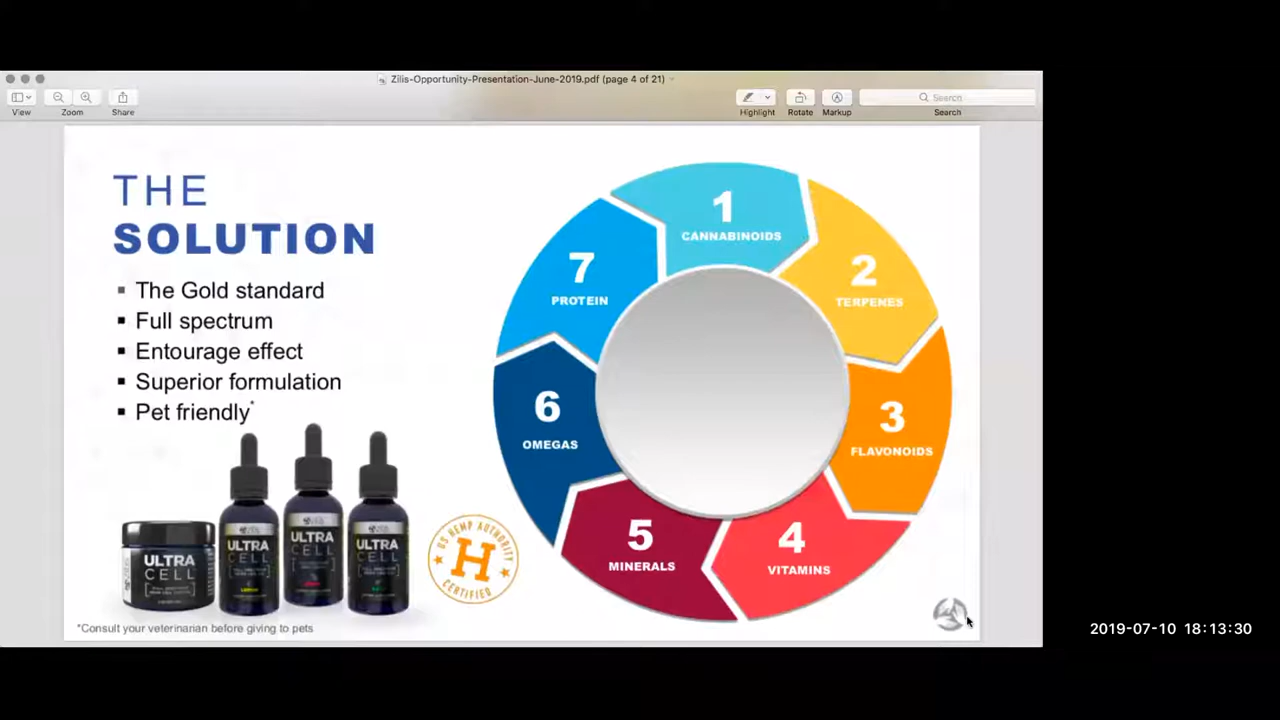 Zilis-Opportunity-Presentation-June-2019.pdf (page 4 of 21)
View
Zoom
Share
Highlight
Rotate
Markup
Search
Search
THE
SOLUTION
The Gold standard
Full spectrum
Entourage effect
Superior formulation
Pet friendly*
1
CANNABINOIDS
2
TERPENES
3
FLAVONOIDS
4
VITAMINS
5
MINERALS
6
OMEGAS
7
PROTEIN
ULTRA
CELL
ULTRA
CELL
ULTRA
CELL
ULTRA
CELL
US HEMP AUTHORITY
H
CERTIFIED
*Consult your veterinarian before giving to pets
2019-07-10 18:13:30